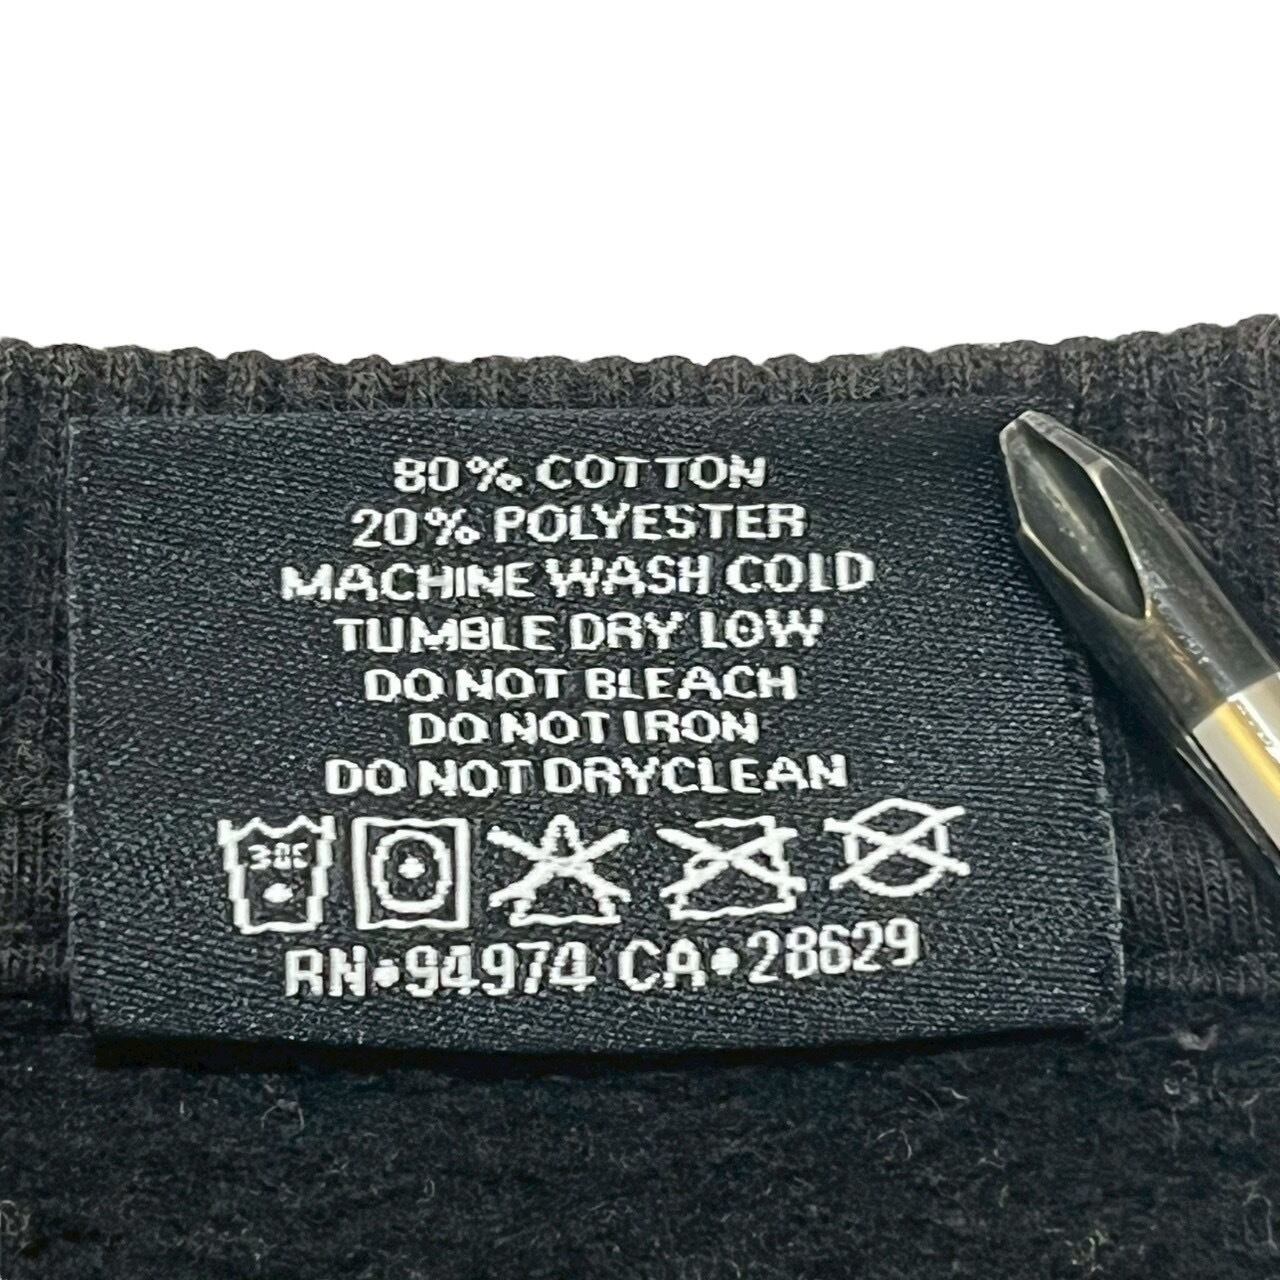 80% COTTON
20% POLYESTER
MACHINE WASH COLD
TUMBLE DRY LOW
DO NOT BLEACH
DO NOT IRON
DO NOT DRYCLEAN
30C
RN•94974 CA•28629